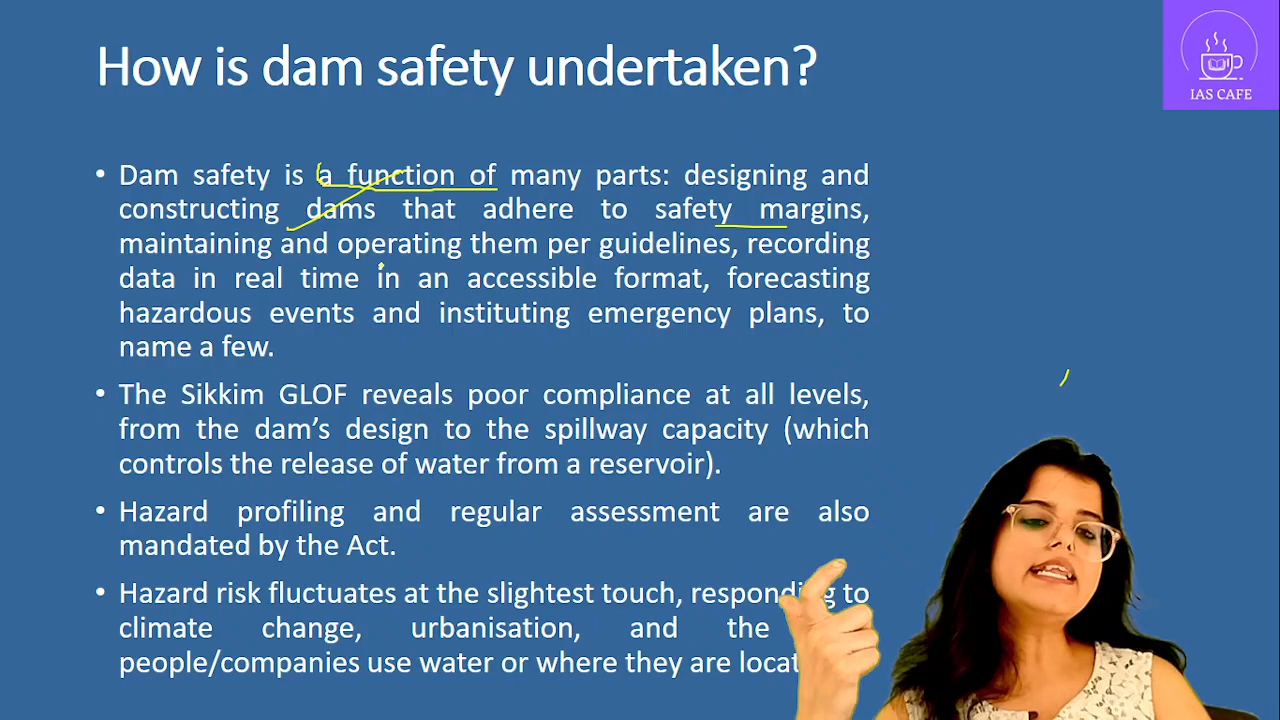 How is dam safety undertaken?
IAS CAFE
• Dam safety is a function of many parts: designing and
constructing dams that adhere to safety margins,
maintaining and operating them per guidelines, recording
data in real time in an accessible format, forecasting
hazardous events and instituting emergency plans, to
name a few.
• The Sikkim GLOF reveals poor compliance at all levels,
from the dam's design to the spillway capacity (which
controls the release of water from a reservoir).
• Hazard profiling and regular assessment are also
mandated by the Act.
• Hazard risk fluctuates at the slightest touch, responding to
climate change, urbanisation, and the
people/companies use water or where they are